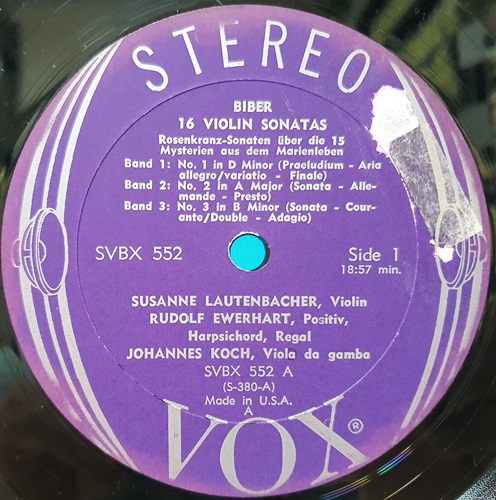 STEREO
BIBER
16 VIOLIN SONATAS
Rosenkranz-Sonaten über die 15
Mysterien aus dem Marienleben
Band 1: No. 1 in D Minor (Praeludium - Aria
allegro/variatio - Finale)
Band 2: No. 2 in A Major (Sonata - Alle-
mande - Presto)
Band 3: No. 3 in B Minor (Sonata - Cour-
ante/Double - Adagio)
SVBX 552
Side 1
18:57 min.
SUSANNE LAUTENBACHER, Violin
RUDOLF EWERHART, Positiv,
Harpsichord, Regal
JOHANNES KOCH, Viola da gamba
SVBX 552 A
(S-380-A)
Made in U.S.A.
A
VOX®